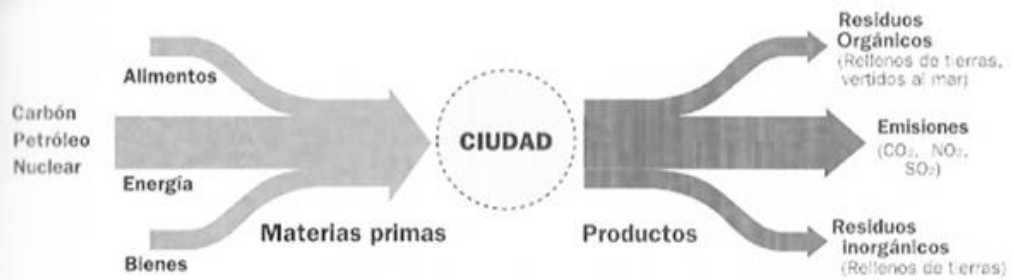 Alimentos
Carbón
Petróleo
Nuclear
Energía
Bienes
Materias primas
CIUDAD
Productos
Residuos
Orgánicos
(Rellenos de tierras,
vertidos al mar)
Emisiones
(CO₂, NO₂,
SO₂)
Residuos
inorgánicos
(Rellenos de tierras)